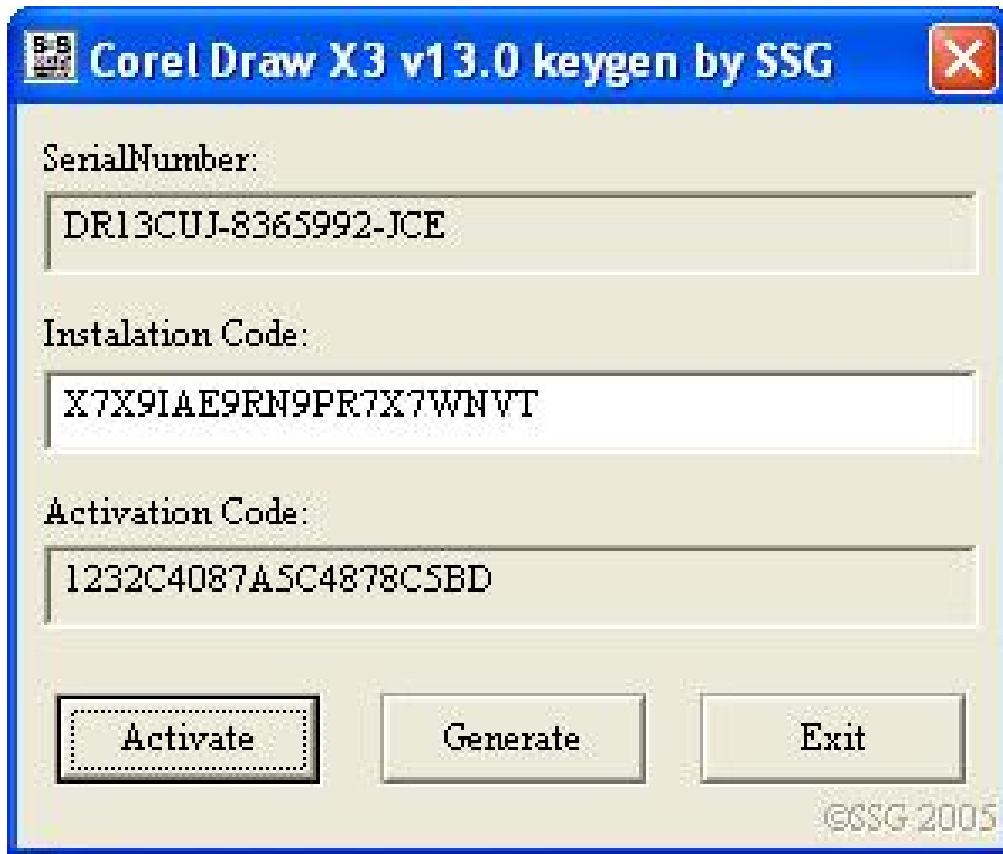 Corel Draw X3 v13.0 keygen by SSG
SerialNumber:
DR13CUJ-8365992-JCE
Instalation Code:
X7X9IAE9RN9PR7X7WNVT
Activation Code:
1232C4087A5C4878C5BD
Activate Generate Exit
©SSG 2005